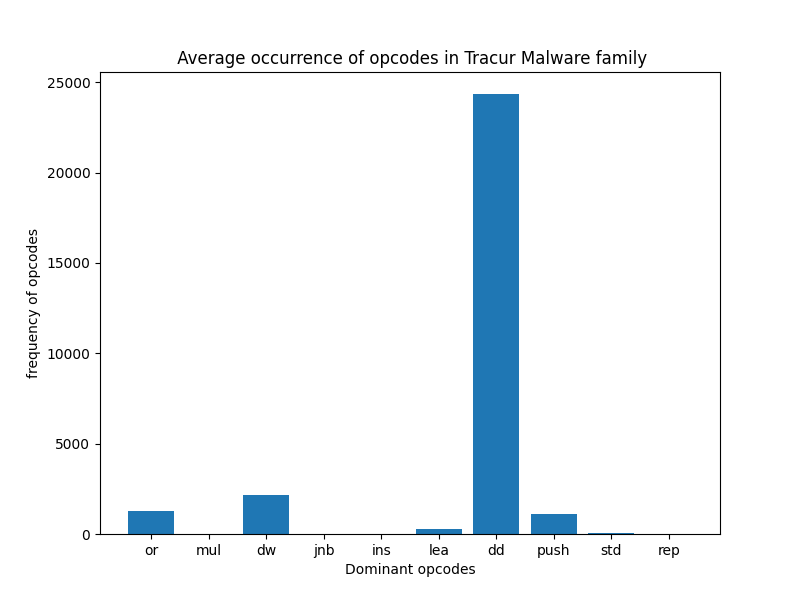 Average occurrence of opcodes in Tracur Malware family
25000
20000
15000
10000
5000
0
frequency of opcodes
or mul dw jnb ins lea dd push std rep
Dominant opcodes